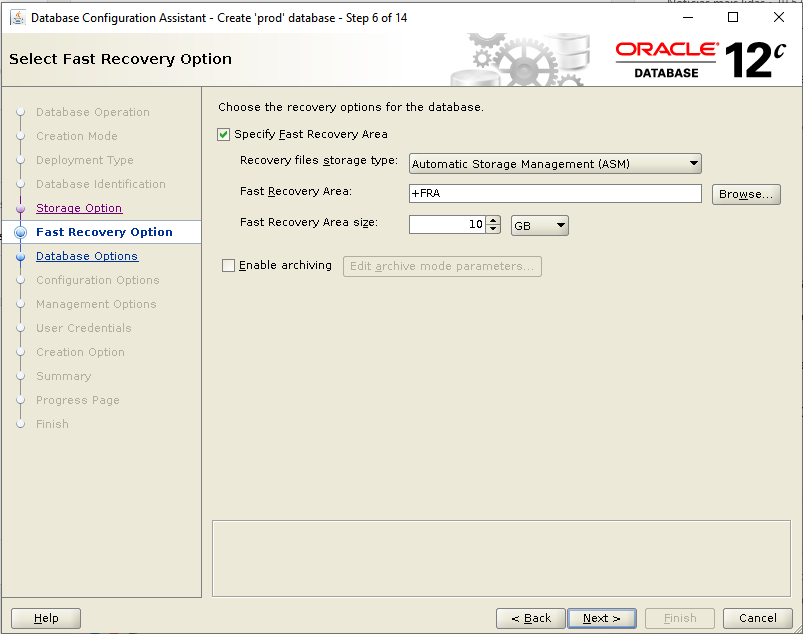 Database Configuration Assistant - Create 'prod' database - Step 6 of 14
Select Fast Recovery Option
ORACLE®
DATABASE
12c
Database Operation
Creation Mode
Deployment Type
Database Identification
Storage Option
Fast Recovery Option
Database Options
Configuration Options
Management Options
User Credentials
Creation Option
Summary
Progress Page
Finish
Choose the recovery options for the database.
Specify Fast Recovery Area
Recovery files storage type: Automatic Storage Management (ASM)
Fast Recovery Area: +FRA Browse...
Fast Recovery Area size: 10 GB
Enable archiving Edit archive mode parameters...
Help < Back Next > Finish Cancel